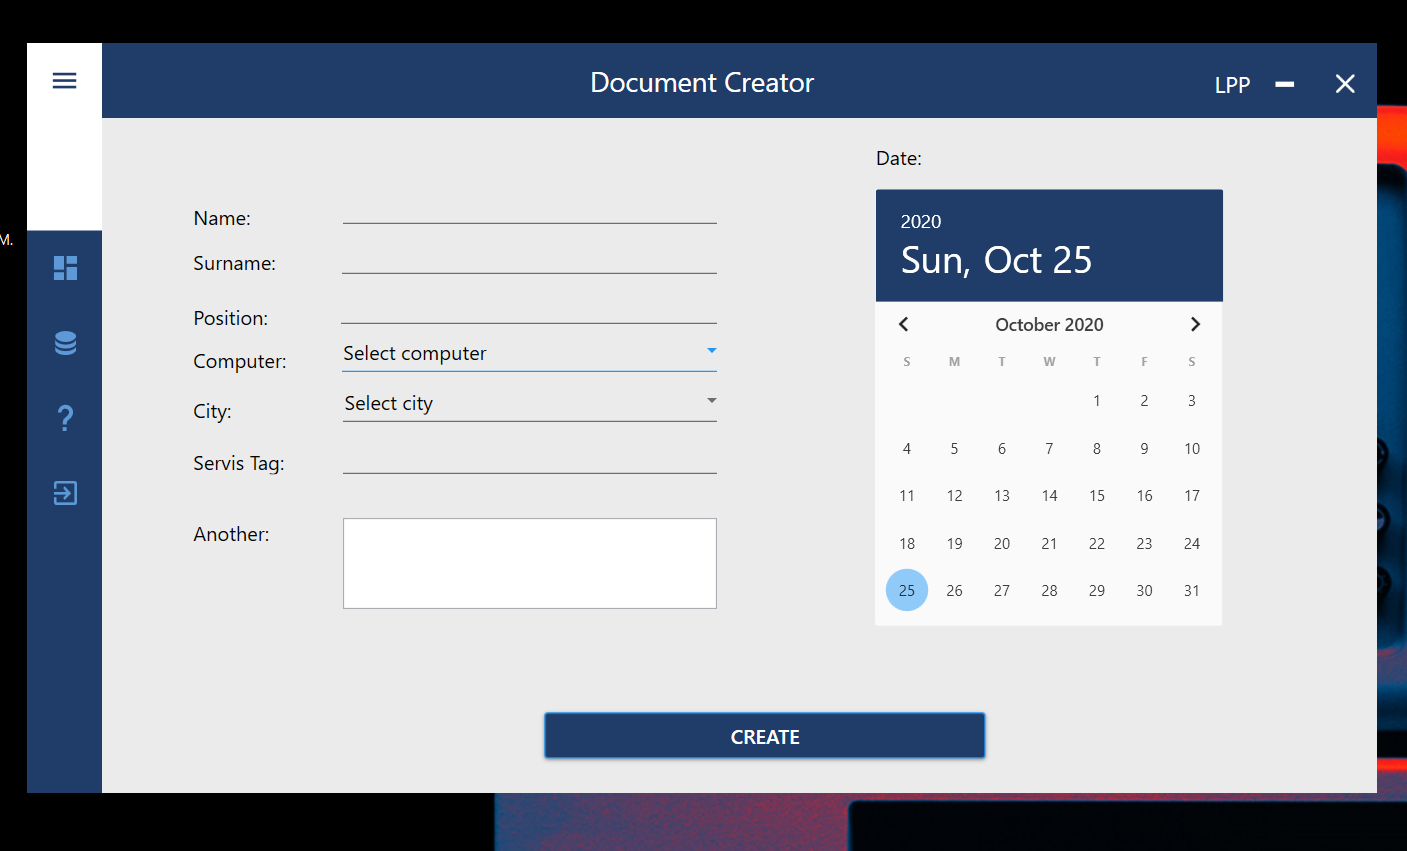 Document Creator
LPP
M.
Date:
Name:
Surname:
Position:
Computer:
Select computer
City:
Select city
Servis Tag:
Another:
2020
Sun, Oct 25
October 2020
S M T W T F S
1 2 3
4 5 6 7 8 9 10
11 12 13 14 15 16 17
18 19 20 21 22 23 24
25 26 27 28 29 30 31
CREATE